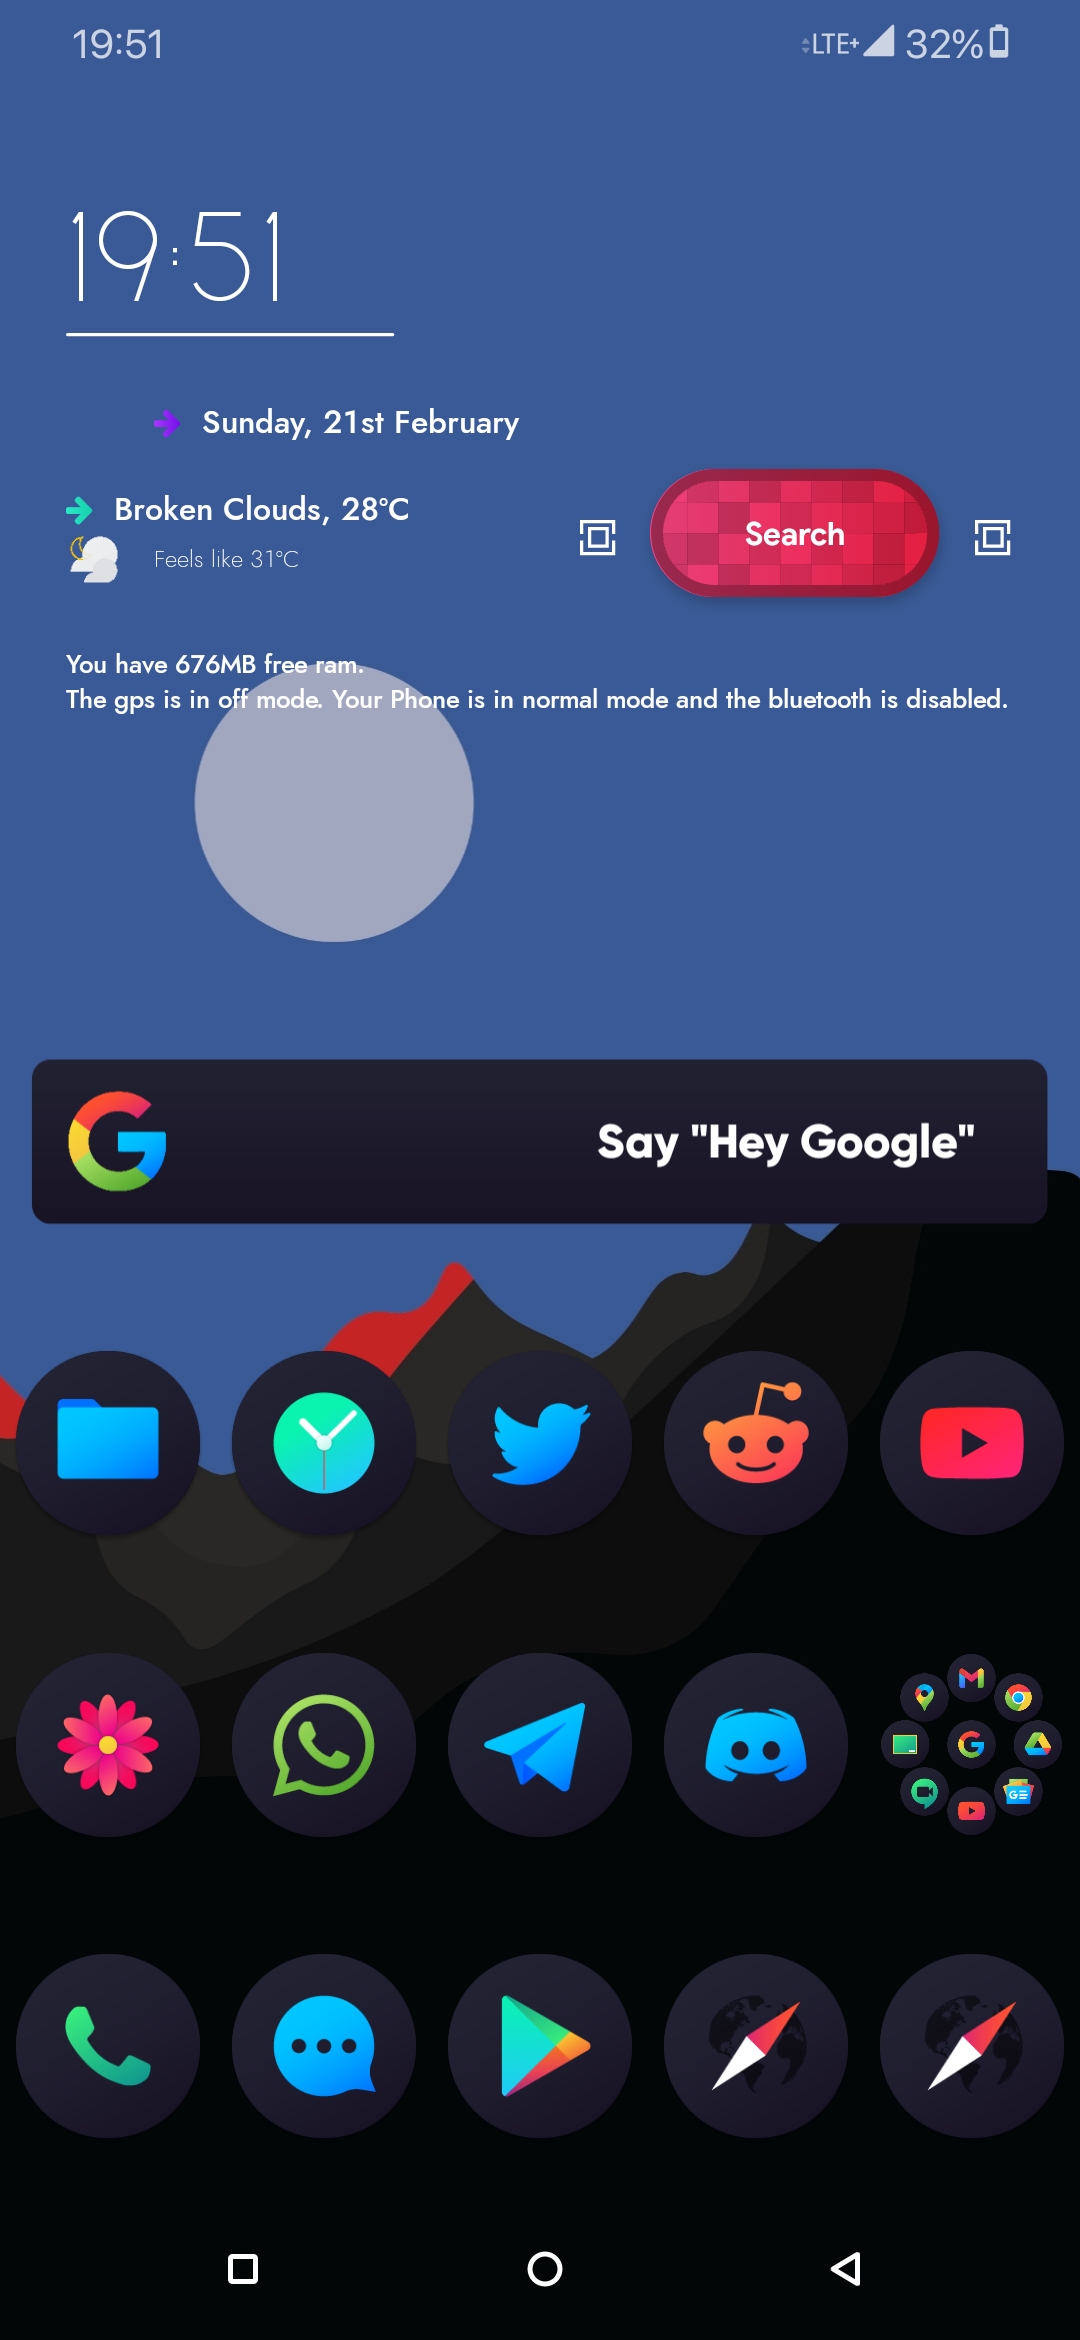 19:51
LTE+ 32%
19:51
Sunday, 21st February
Broken Clouds, 28°C
Feels like 31°C
Search
You have 676MB free ram.
The gps is in off mode. Your Phone is in normal mode and the bluetooth is disabled.
Say "Hey Google"
GE